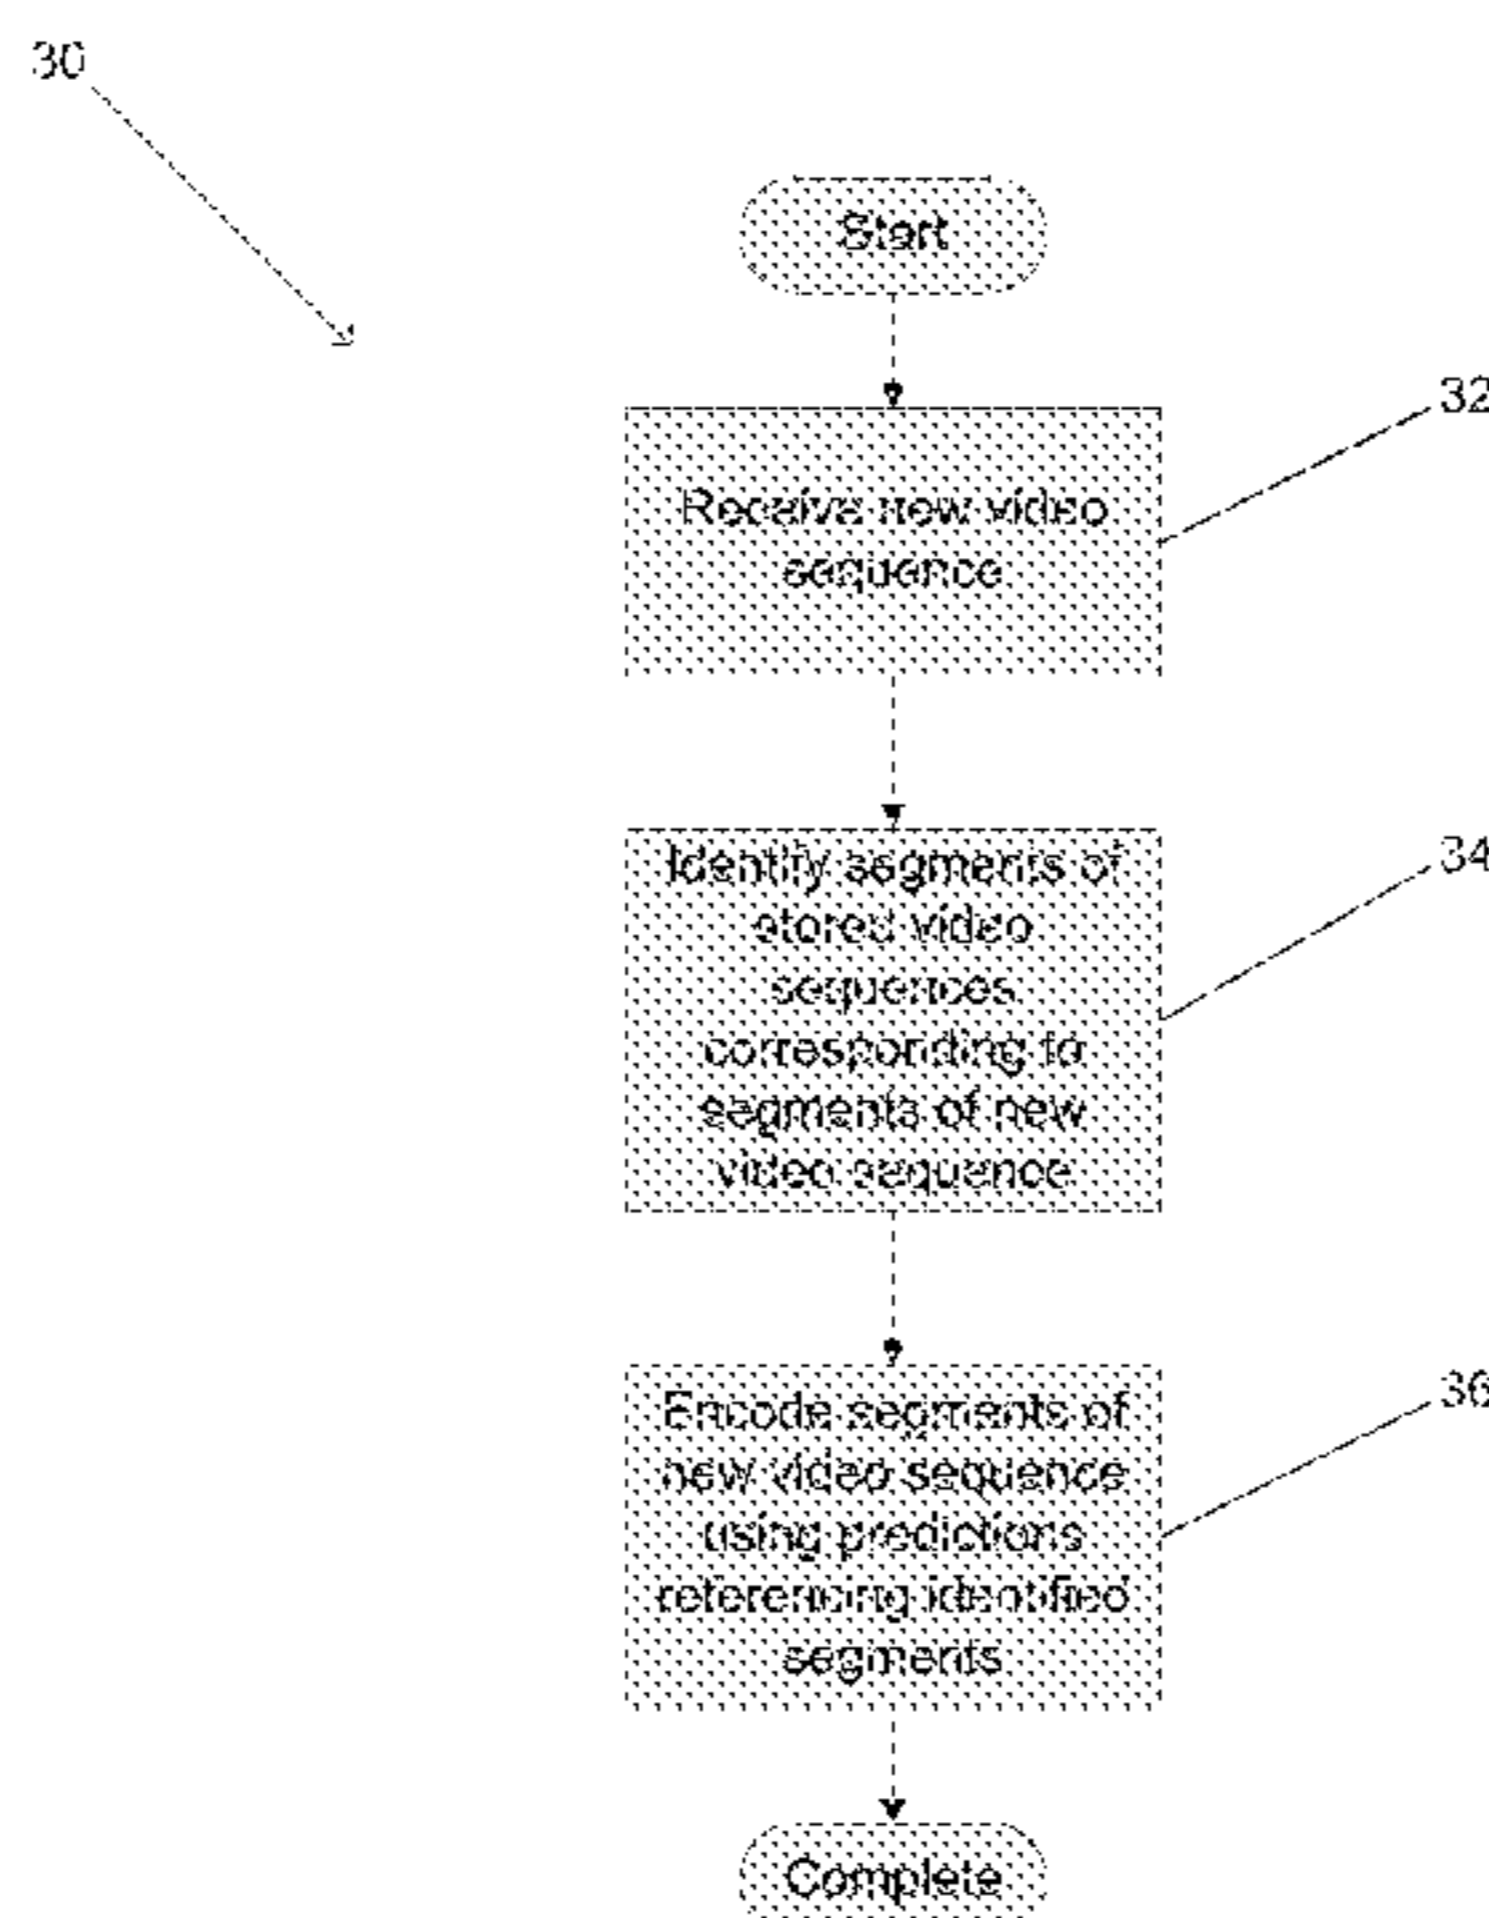 30
Start
32
Receive new video
sequence
34
Identify segments of
stored video
sequences
corresponding to
segments of new
video sequence
36
Encode segments of
new video sequence
using predictions
referencing identified
segments
Complete